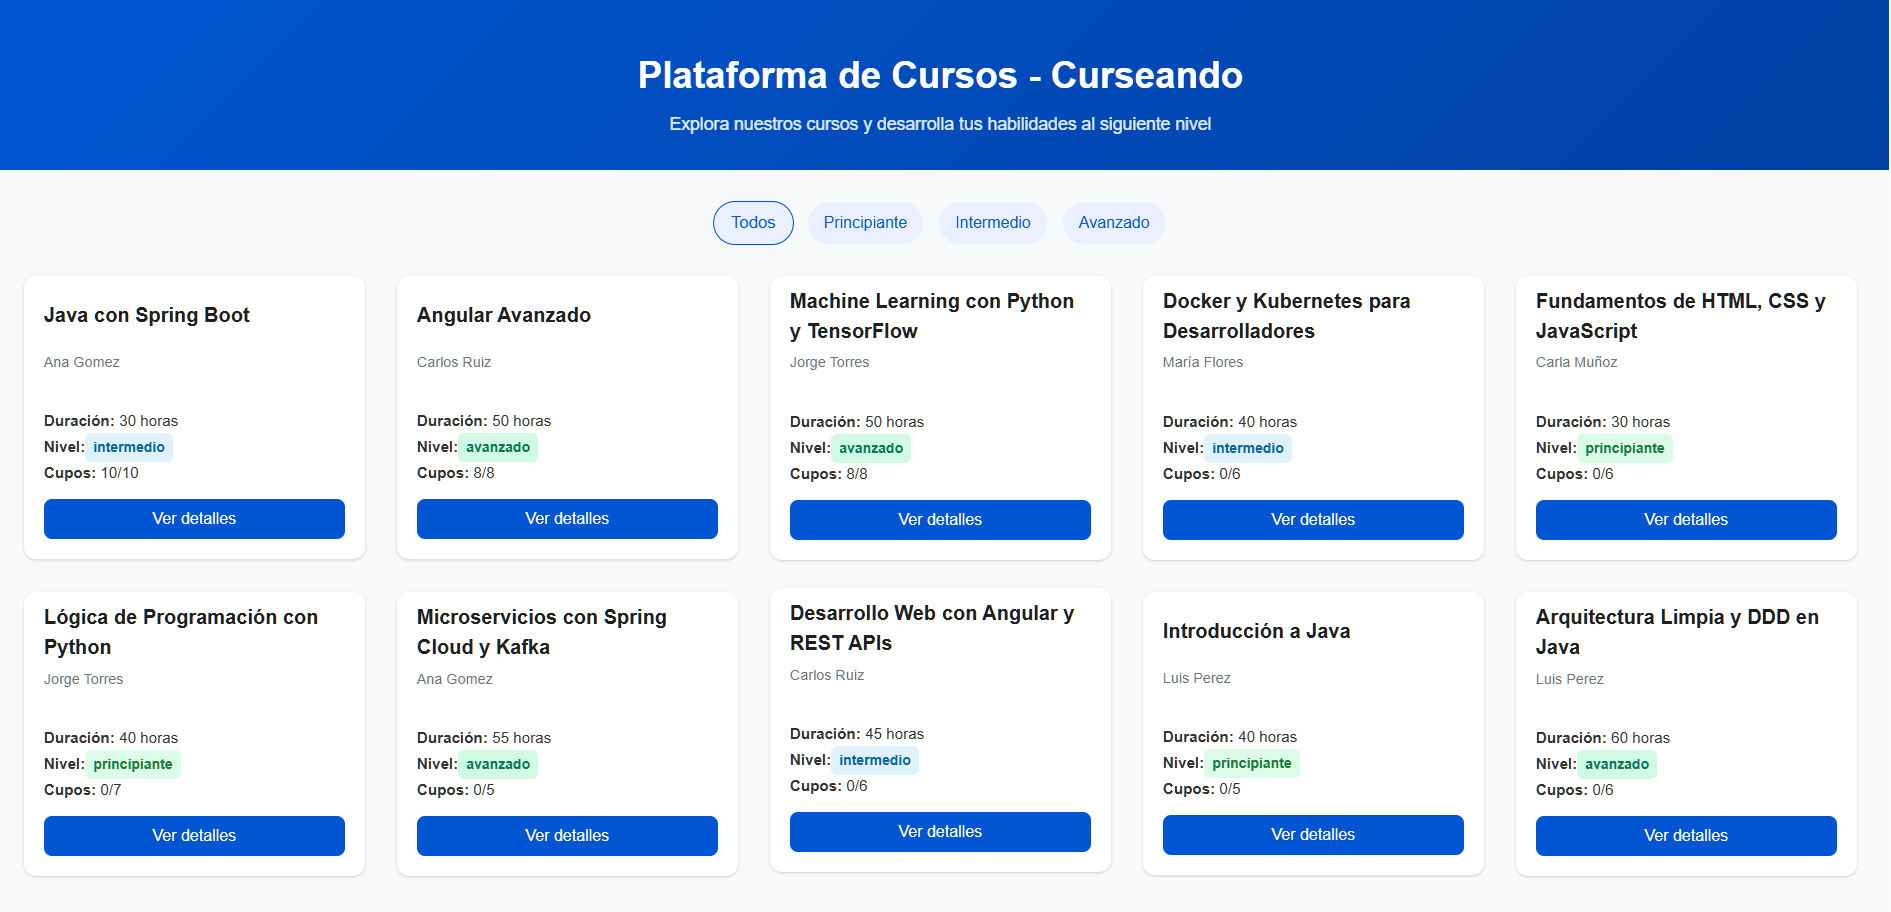 Plataforma de Cursos - Curseando
Explora nuestros cursos y desarrolla tus habilidades al siguiente nivel
Todos
Principiante
Intermedio
Avanzado
Java con Spring Boot
Ana Gomez
Duración: 30 horas
Nivel: intermedio
Cupos: 10/10
Ver detalles
Angular Avanzado
Carlos Ruiz
Duración: 50 horas
Nivel: avanzado
Cupos: 8/8
Ver detalles
Machine Learning con Python
y TensorFlow
Jorge Torres
Duración: 50 horas
Nivel: avanzado
Cupos: 8/8
Ver detalles
Docker y Kubernetes para
Desarrolladores
María Flores
Duración: 40 horas
Nivel: intermedio
Cupos: 0/6
Ver detalles
Fundamentos de HTML, CSS y
JavaScript
Carla Muñoz
Duración: 30 horas
Nivel: principiante
Cupos: 0/6
Ver detalles
Lógica de Programación con
Python
Jorge Torres
Duración: 40 horas
Nivel: principiante
Cupos: 0/7
Ver detalles
Microservicios con Spring
Cloud y Kafka
Ana Gomez
Duración: 55 horas
Nivel: avanzado
Cupos: 0/5
Ver detalles
Desarrollo Web con Angular y
REST APIs
Carlos Ruiz
Duración: 45 horas
Nivel: intermedio
Cupos: 0/6
Ver detalles
Introducción a Java
Luis Perez
Duración: 40 horas
Nivel: principiante
Cupos: 0/5
Ver detalles
Arquitectura Limpia y DDD en
Java
Luis Perez
Duración: 60 horas
Nivel: avanzado
Cupos: 0/6
Ver detalles